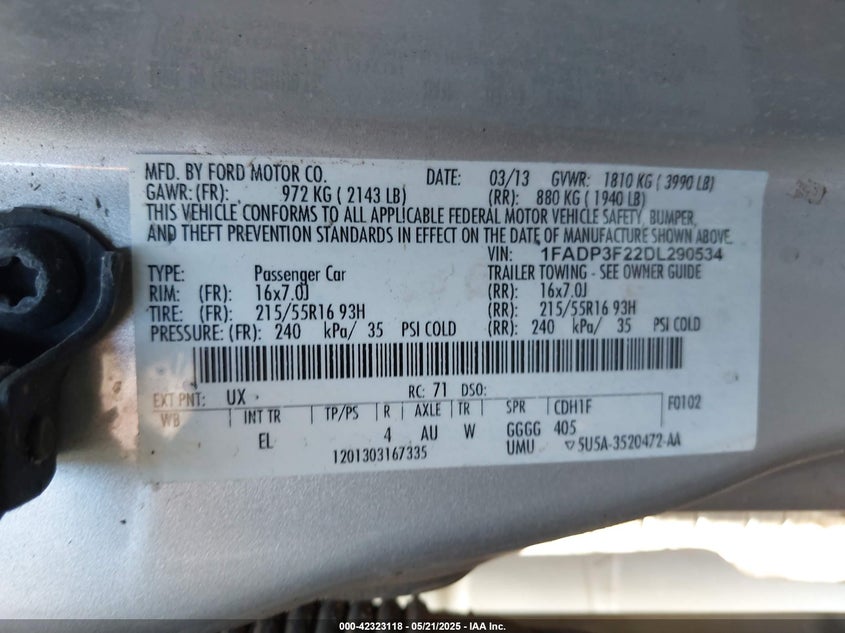 MFD. BY FORD MOTOR CO. DATE: 03/13 GVWR: 1810 KG ( 3990 LB)
GAWR: (FR): 972 KG ( 2143 LB) (RR): 880 KG ( 1940 LB)
THIS VEHICLE CONFORMS TO ALL APPLICABLE FEDERAL MOTOR VEHICLE SAFETY, BUMPER,
AND THEFT PREVENTION STANDARDS IN EFFECT ON THE DATE OF MANUFACTURE SHOWN ABOVE.
VIN: 1FADP3F22DL290534
TYPE: Passenger Car TRAILER TOWING - SEE OWNER GUIDE
RIM: (FR): 16x7.0J (RR): 16x7.0J
TIRE: (FR): 215/55R16 93H (RR): 215/55R16 93H
PRESSURE: (FR): 240 kPa/ 35 PSI COLD (RR): 240 kPa/ 35 PSI COLD
EXT PNT: UX RC: 71 DSO:
WB INT TR TP/PS R AXLE TR SPR CDH1F F0102
EL 4 AU W GGGG 405
1201303167335 UMU 5U5A-3520472-AA
000-42323118 - 05/21/2025 - IAA Inc.